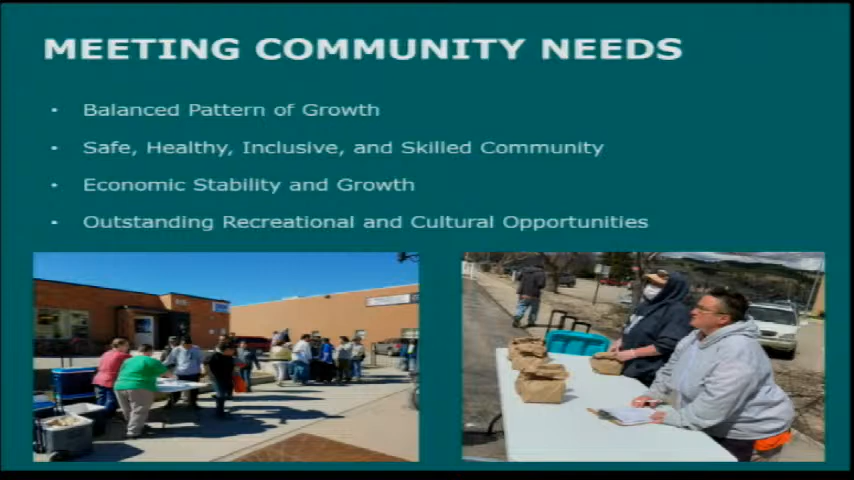 MEETING COMMUNITY NEEDS
• Balanced Pattern of Growth
• Safe, Healthy, Inclusive, and Skilled Community
• Economic Stability and Growth
• Outstanding Recreational and Cultural Opportunities